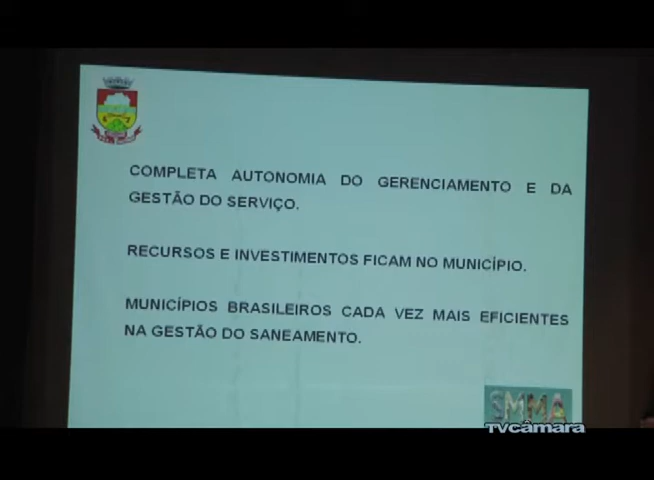 COMPLETA AUTONOMIA DO GERENCIAMENTO E DA
GESTÃO DO SERVIÇO.
RECURSOS E INVESTIMENTOS FICAM NO MUNICÍPIO.
MUNICÍPIOS BRASILEIROS CADA VEZ MAIS EFICIENTES
NA GESTÃO DO SANEAMENTO.
SMMA
TVcâmara